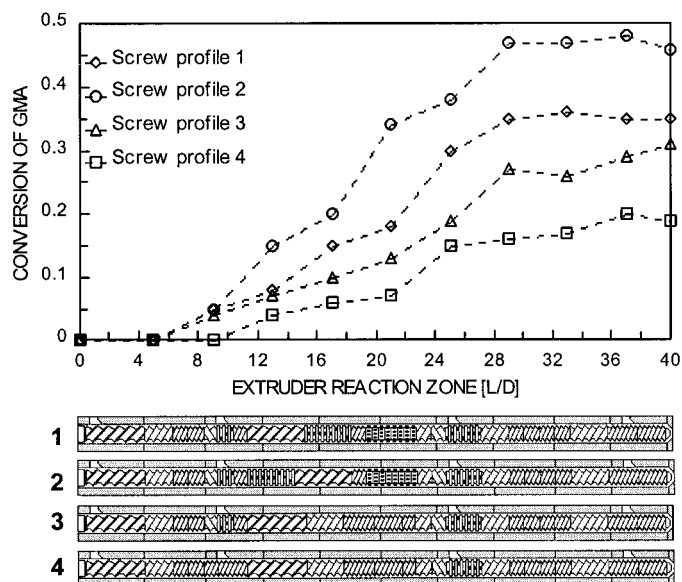 0.5
0.4
0.3
0.2
0.1
0
CONVERSION OF GMA
Screw profile 1
Screw profile 2
Screw profile 3
Screw profile 4
0 4 8 12 16 20 24 28 32 36 40
EXTRUDER REACTION ZONE [L/D]
1
2
3
4